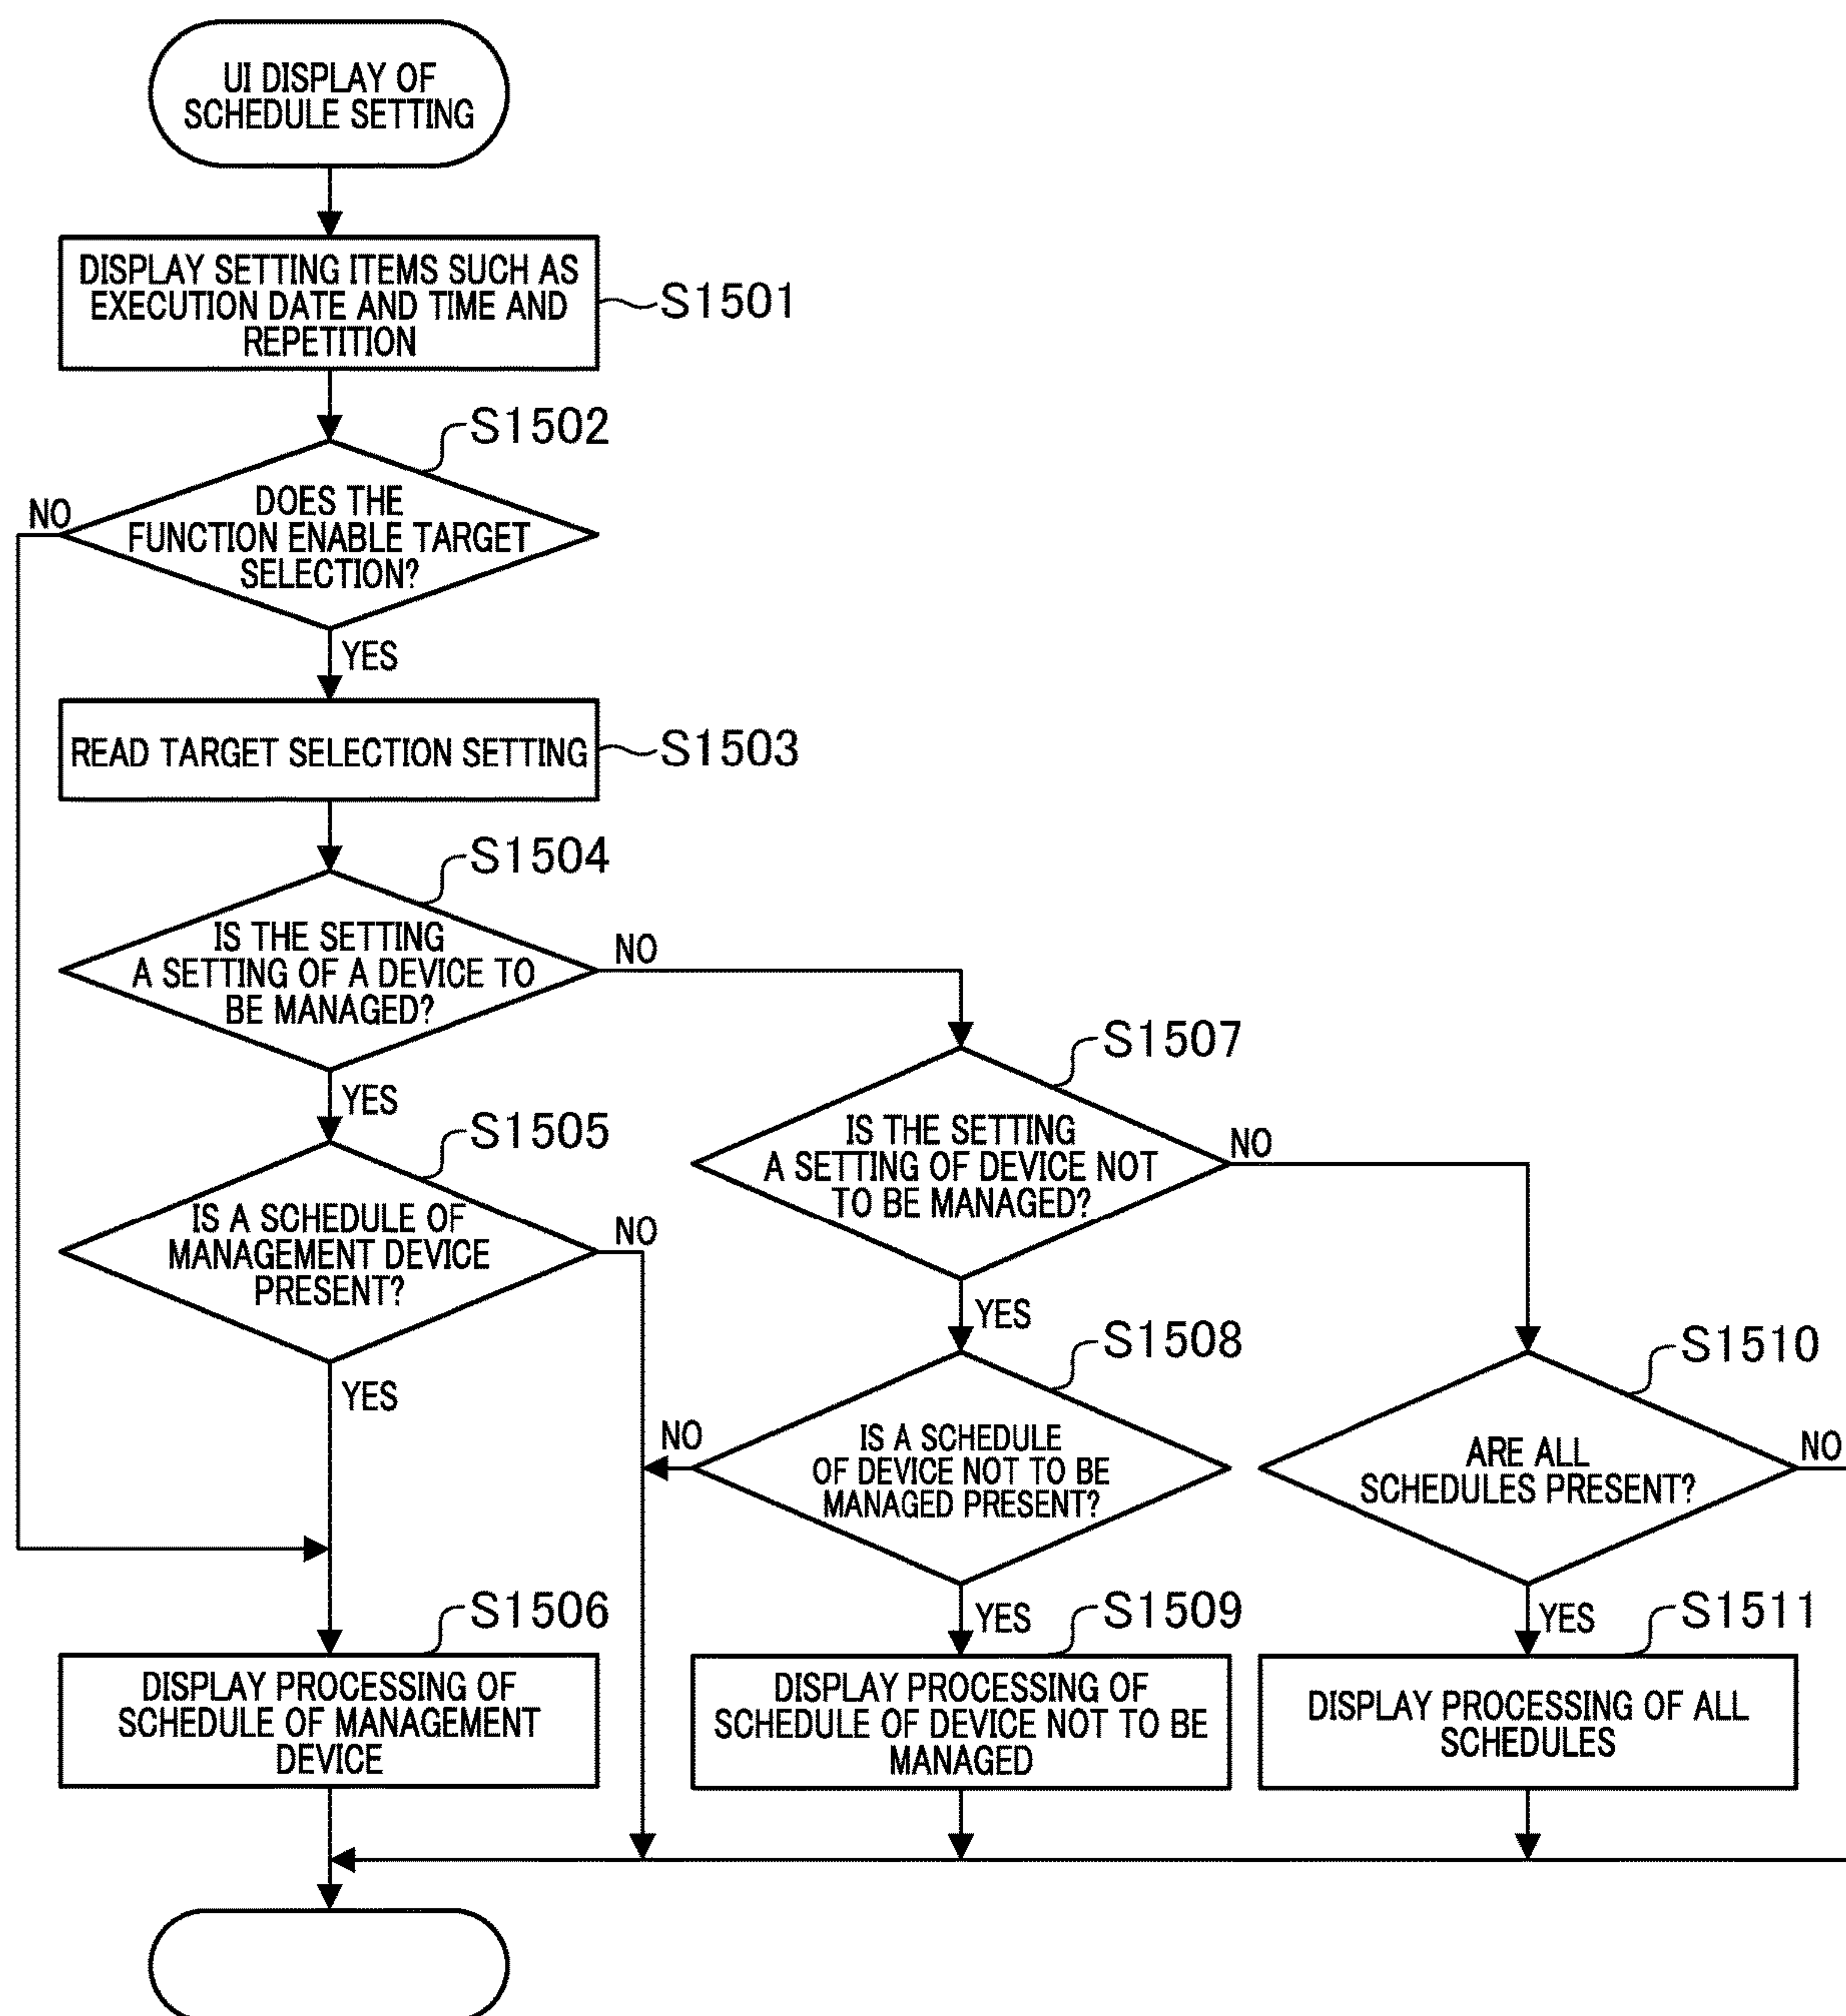 UI DISPLAY OF
SCHEDULE SETTING
DISPLAY SETTING ITEMS SUCH AS
EXECUTION DATE AND TIME AND
REPETITION
S1501
S1502
DOES THE
FUNCTION ENABLE TARGET
SELECTION?
NO
YES
READ TARGET SELECTION SETTING
S1503
S1504
IS THE SETTING
A SETTING OF A DEVICE TO
BE MANAGED?
NO
YES
S1505
IS A SCHEDULE OF
MANAGEMENT DEVICE
PRESENT?
NO
YES
S1506
DISPLAY PROCESSING OF
SCHEDULE OF MANAGEMENT
DEVICE
S1507
IS THE SETTING
A SETTING OF DEVICE NOT
TO BE MANAGED?
NO
YES
S1508
IS A SCHEDULE
OF DEVICE NOT TO BE
MANAGED PRESENT?
NO
YES
S1509
DISPLAY PROCESSING OF
SCHEDULE OF DEVICE NOT TO BE
MANAGED
S1510
ARE ALL
SCHEDULES PRESENT?
NO
YES
S1511
DISPLAY PROCESSING OF ALL
SCHEDULES